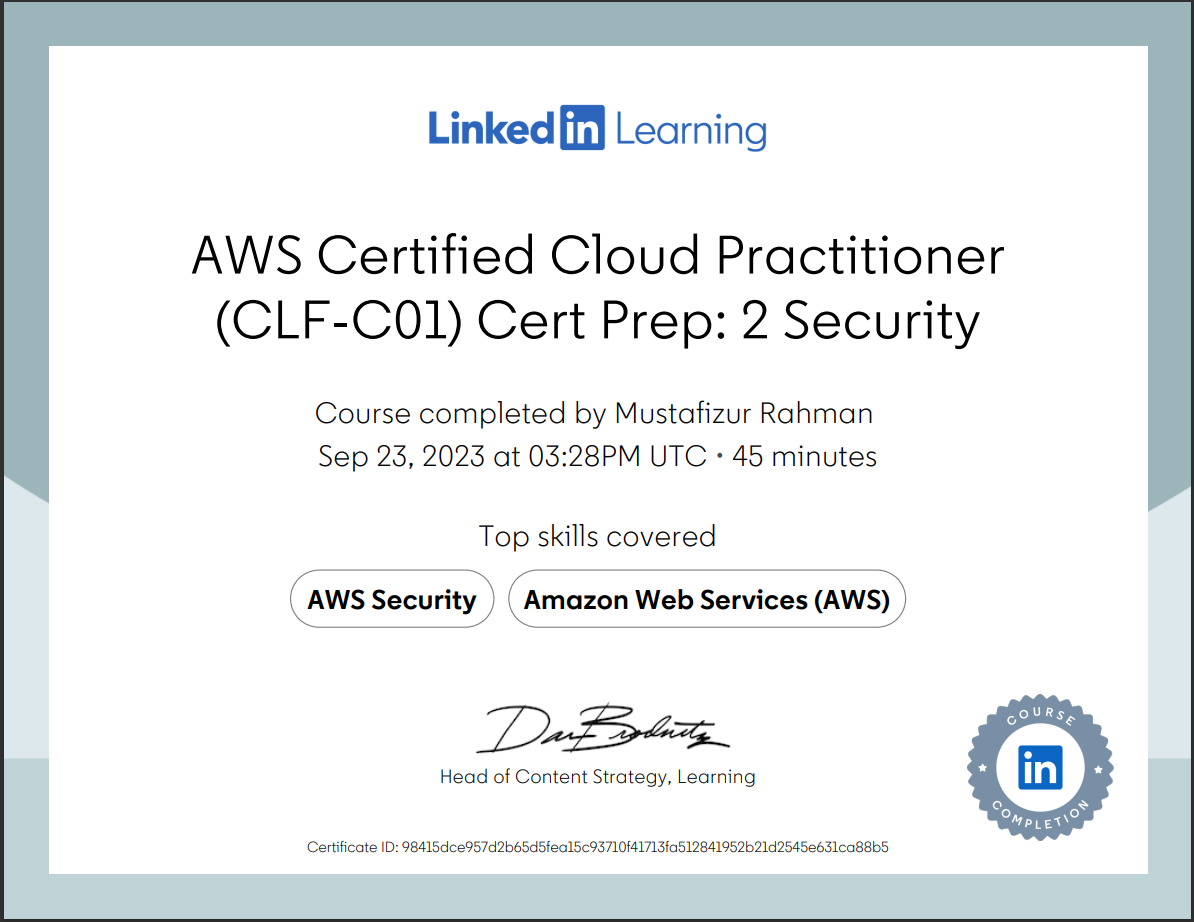 LinkedIn Learning
AWS Certified Cloud Practitioner
(CLF-C01) Cert Prep: 2 Security
Course completed by Mustafizur Rahman
Sep 23, 2023 at 03:28PM UTC • 45 minutes
Top skills covered
AWS Security
Amazon Web Services (AWS)
Dan Brodnitz
Head of Content Strategy, Learning
COURSE
in
COMPLETION
Certificate ID: 98415dce957d2b65d5fea15c93710f41713fa512841952b21d2545e631ca88b5